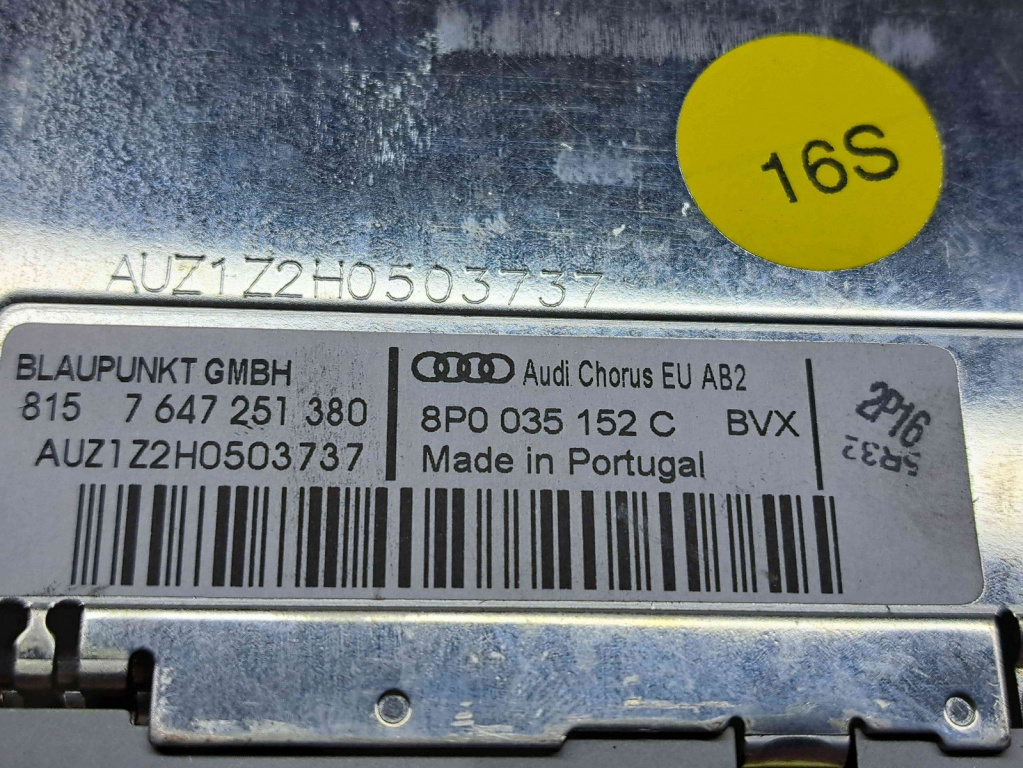 16S
AUZ1Z2H0503737
BLAUPUNKT GMBH
815 7 647 251 380
AUZ1Z2H0503737
Audi Chorus EU AB2
8P0 035 152 C BVX
Made in Portugal
2P16
5R32